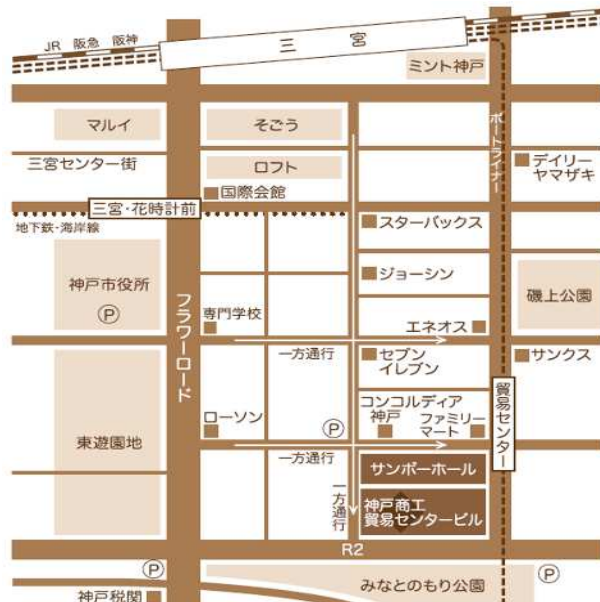 JR 阪急 阪神
三宮
ミント神戸
マルイ
そごう
ポートライナー
三宮センター街
ロフト
デイリー
ヤマザキ
国際会館
三宮・花時計前
地下鉄・海岸線
スターバックス
神戸市役所
P
ジョーシン
磯上公園
フラワーロード
専門学校
エネオス
一方通行
セブン
イレブン
サンクス
貿易センター
コンコルディア
神戸
ファミリー
マート
ローソン
P
東遊園地
一方通行
サンボーホール
一方通行
神戸商工
貿易センタービル
R2
P
みなとのもり公園
P
神戸税関